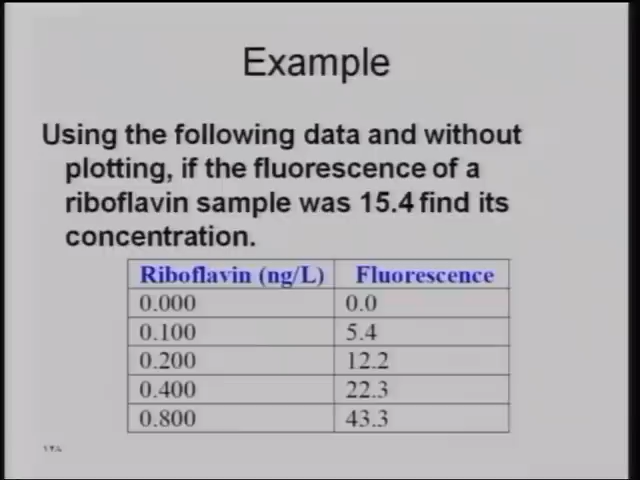 Example
Using the following data and without
plotting, if the fluorescence of a
riboflavin sample was 15.4 find its
concentration.
Riboflavin (ng/L) Fluorescence
0.000 0.0
0.100 5.4
0.200 12.2
0.400 22.3
0.800 43.3